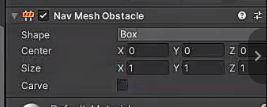 Nav Mesh Obstacle
Shape Box
Center X 0 Y 0 Z 0
Size X 1 Y 1 Z 1
Carve